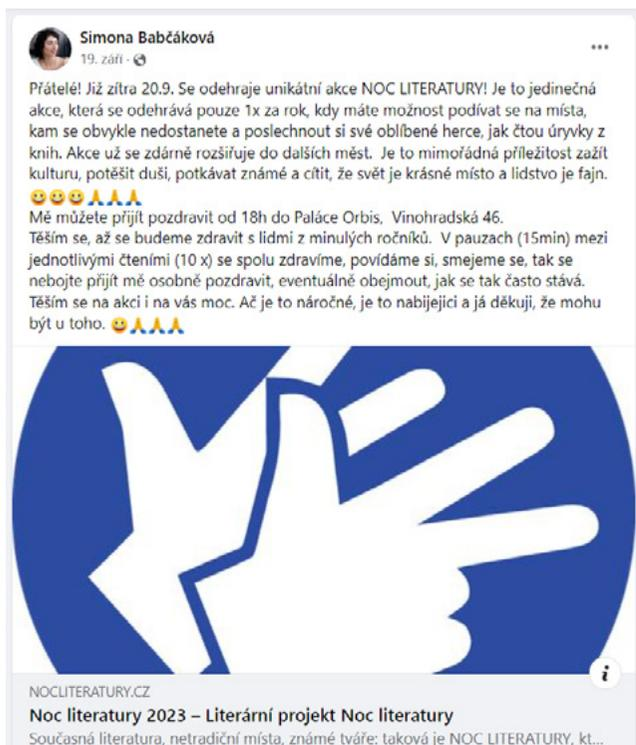 Simona Babčáková
19. září ·
Přátelé! Již zítra 20.9. Se odehraje unikátní akce NOC LITERATURY! Je to jedinečná
akce, která se odehrává pouze 1x za rok, kdy máte možnost podívat se na místa,
kam se obvykle nedostanete a poslechnout si své oblíbené herce, jak čtou úryvky z
knih. Akce už se zdárně rozšiřuje do dalších měst. Je to mimořádná příležitost zažít
kulturu, potěšit duši, potkávat známé a cítit, že svět je krásné místo a lidstvo je fajn.
😀😀😀🙏🙏🙏
Mě můžete přijít pozdravit od 18h do Paláce Orbis, Vinohradská 46.
Těším se, až se budeme zdravit s lidmi z minulých ročníků. V pauzach (15min) mezi
jednotlivými čteními (10 x) se spolu zdravíme, povídáme si, smejeme se, tak se
nebojte přijít mě osobně pozdravit, eventuálně obejmout, jak se tak často stává.
Těším se na akci i na vás moc. Ač je to náročné, je to nabijejici a já děkuji, že mohu
být u toho. 😀🙏🙏🙏
i
NOCLITERATURY.CZ
Noc literatury 2023 – Literární projekt Noc literatury
Současná literatura, netradiční místa, známé tváře: taková je NOC LITERATURY, kt...